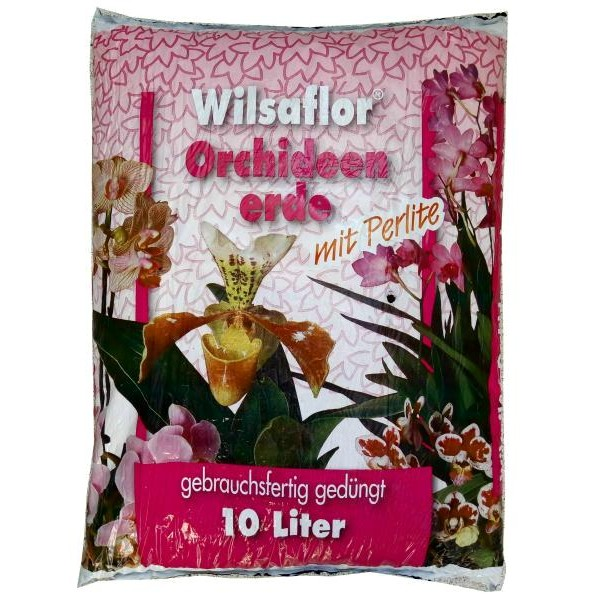 Wilsaflor®
Orchideen
erde
mit Perlite
gebrauchsfertig gedüngt
10 Liter